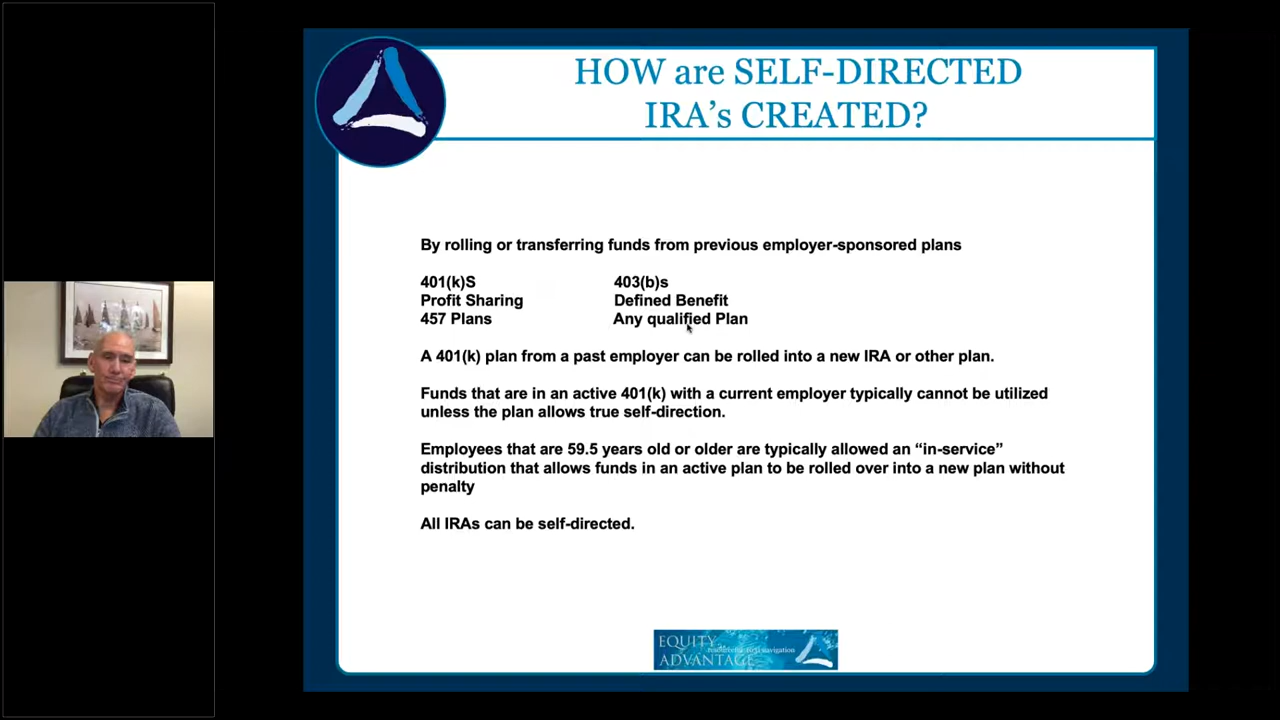 HOW are SELF-DIRECTED
IRA's CREATED?
By rolling or transferring funds from previous employer-sponsored plans
401(k)S 403(b)s
Profit Sharing Defined Benefit
457 Plans Any qualified Plan
A 401(k) plan from a past employer can be rolled into a new IRA or other plan.
Funds that are in an active 401(k) with a current employer typically cannot be utilized
unless the plan allows true self-direction.
Employees that are 59.5 years old or older are typically allowed an “in-service”
distribution that allows funds in an active plan to be rolled over into a new plan without
penalty
All IRAs can be self-directed.
EQUITY
ADVANTAGE
navigation